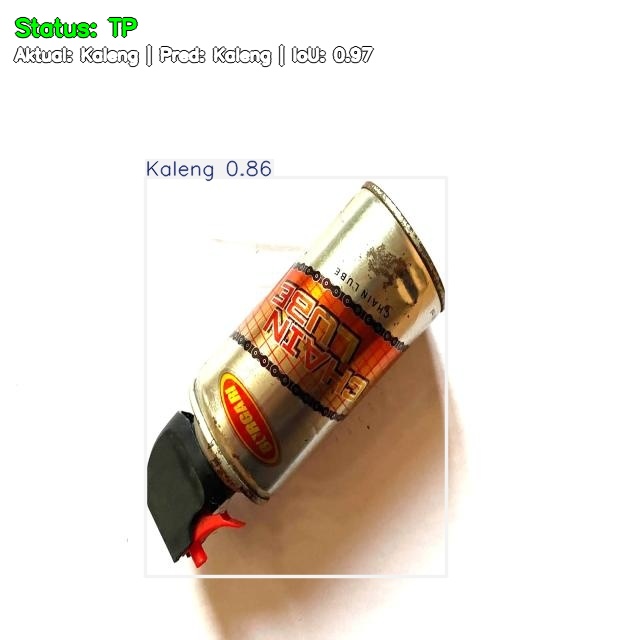 Status: TP
Aktual: Kaleng | Pred: Kaleng | IoU: 0.97
Kaleng 0.86
CHAIN LUBE
CHAIN
LUBE